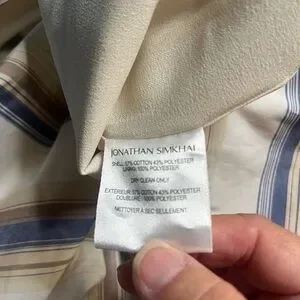 JONATHAN SIMKHAI
SHELL: 57% COTTON 43% POLYESTER
LINING: 100% POLYESTER
DRY CLEAN ONLY
EXTERIEUR: 57% COTTON 43% POLYESTER
DOUBLURE: 100% POLYESTER
NETTOYER A SEC SEULEMENT.